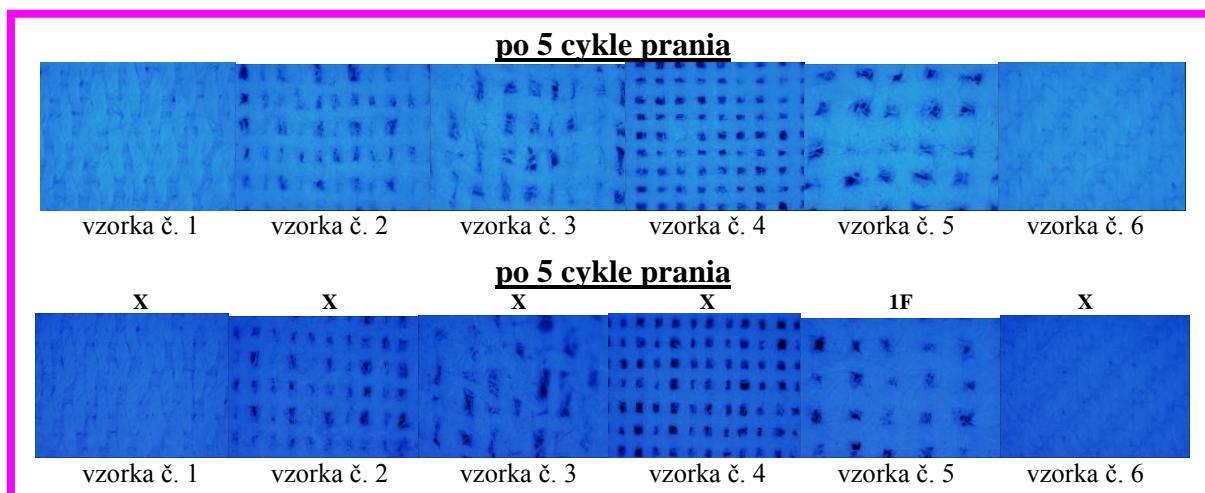 po 5 cykle prania
vzorka č. 1 vzorka č. 2 vzorka č. 3 vzorka č. 4 vzorka č. 5 vzorka č. 6
po 5 cykle prania
X X X X 1F X
vzorka č. 1 vzorka č. 2 vzorka č. 3 vzorka č. 4 vzorka č. 5 vzorka č. 6